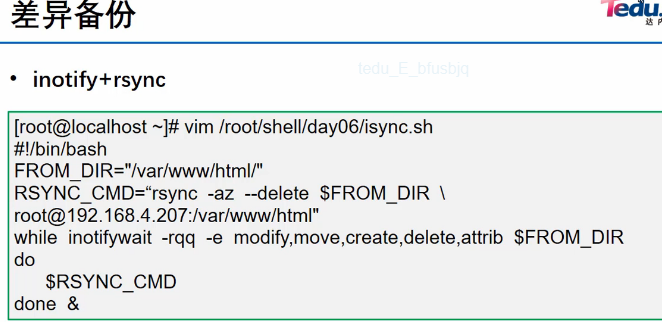 差异备份
Tedu.
达内
tedu_E_bfusbjq
• inotify+rsync
[root@localhost ~]# vim /root/shell/day06/isync.sh
#!/bin/bash
FROM_DIR="/var/www/html/"
RSYNC_CMD=“rsync -az --delete $FROM_DIR \
root@192.168.4.207:/var/www/html"
while inotifywait -rqq -e modify,move,create,delete,attrib $FROM_DIR
do
$RSYNC_CMD
done &